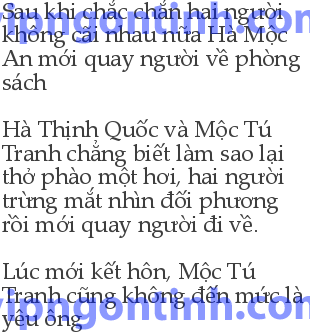 Sau khi chắc chắn hai người
không cãi nhau nữa Hà Mộc
An mới quay người về phòng
sách
Hà Thịnh Quốc và Mộc Tú
Tranh chẳng biết làm sao lại
thở phào một hơi, hai người
trừng mắt nhìn đối phương
rồi mới quay người đi về.
Lúc mới kết hôn, Mộc Tú
Tranh cũng không đến mức là
yêu ông